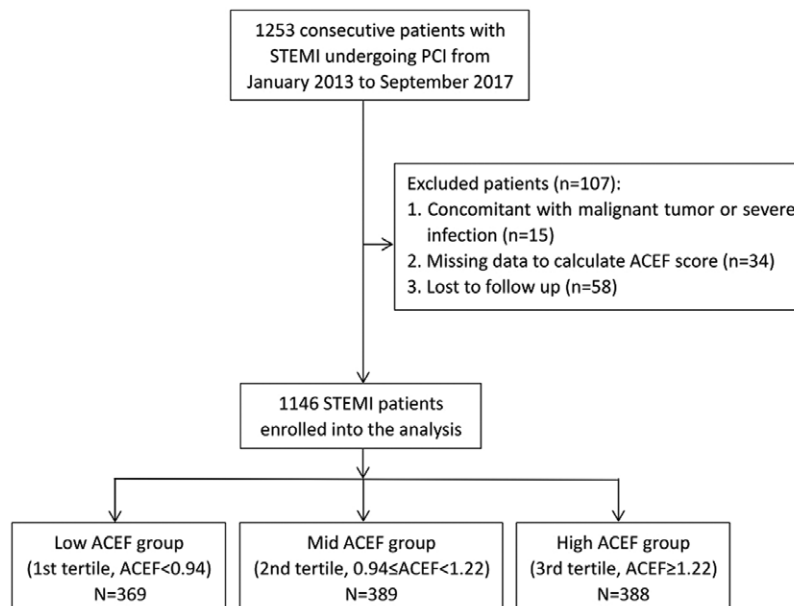 1253 consecutive patients with
STEMI undergoing PCI from
January 2013 to September 2017
Excluded patients (n=107):
1. Concomitant with malignant tumor or severe
infection (n=15)
2. Missing data to calculate ACEF score (n=34)
3. Lost to follow up (n=58)
1146 STEMI patients
enrolled into the analysis
Low ACEF group
(1st tertile, ACEF<0.94)
N=369
Mid ACEF group
(2nd tertile, 0.94≤ACEF<1.22)
N=389
High ACEF group
(3rd tertile, ACEF≥1.22)
N=388